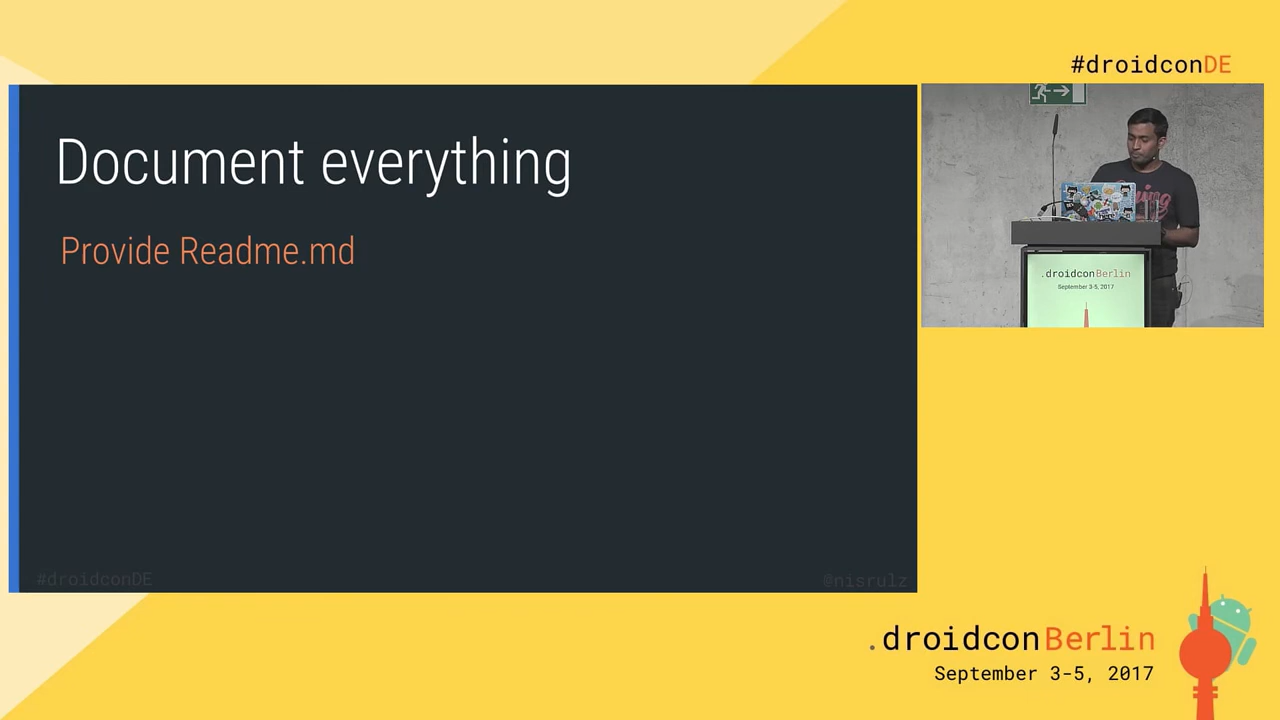 #droidconDE
Document everything
Provide Readme.md
.droidconBerlin
September 3-5, 2017
#droidconDE
@nisrulz
.droidconBerlin
September 3-5, 2017